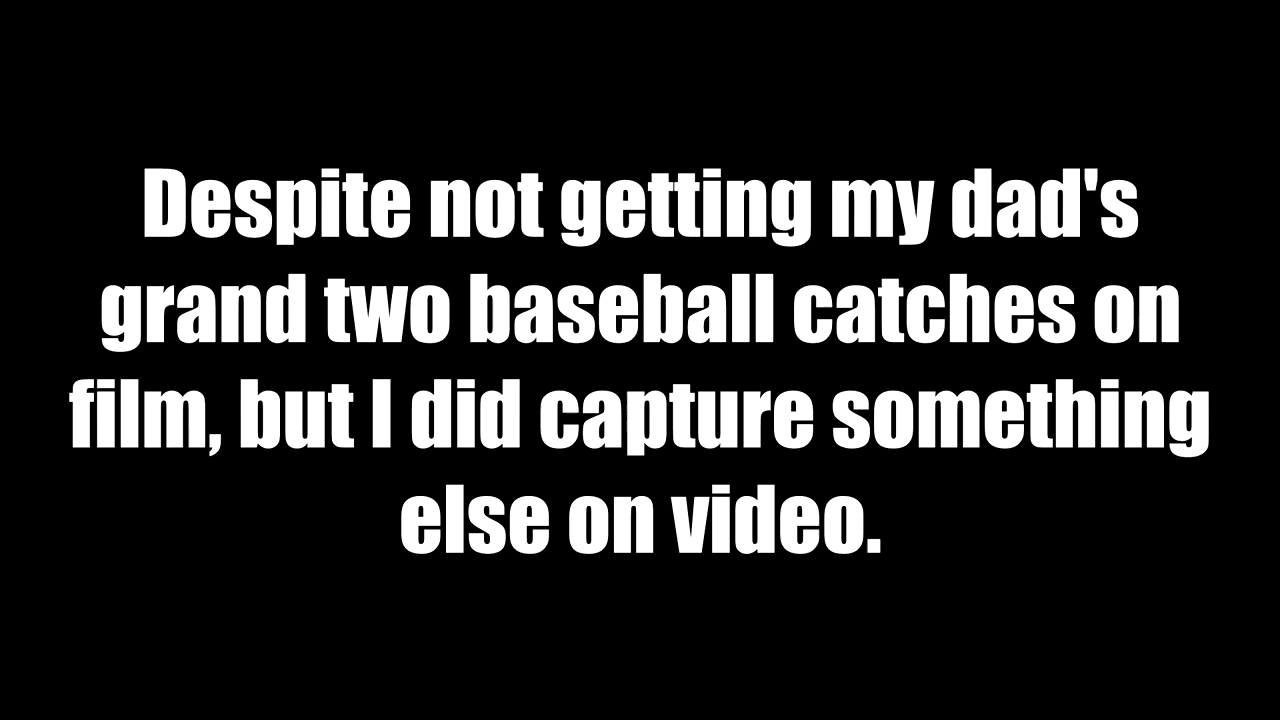 Despite not getting my dad's
grand two baseball catches on
film, but I did capture something
else on video.